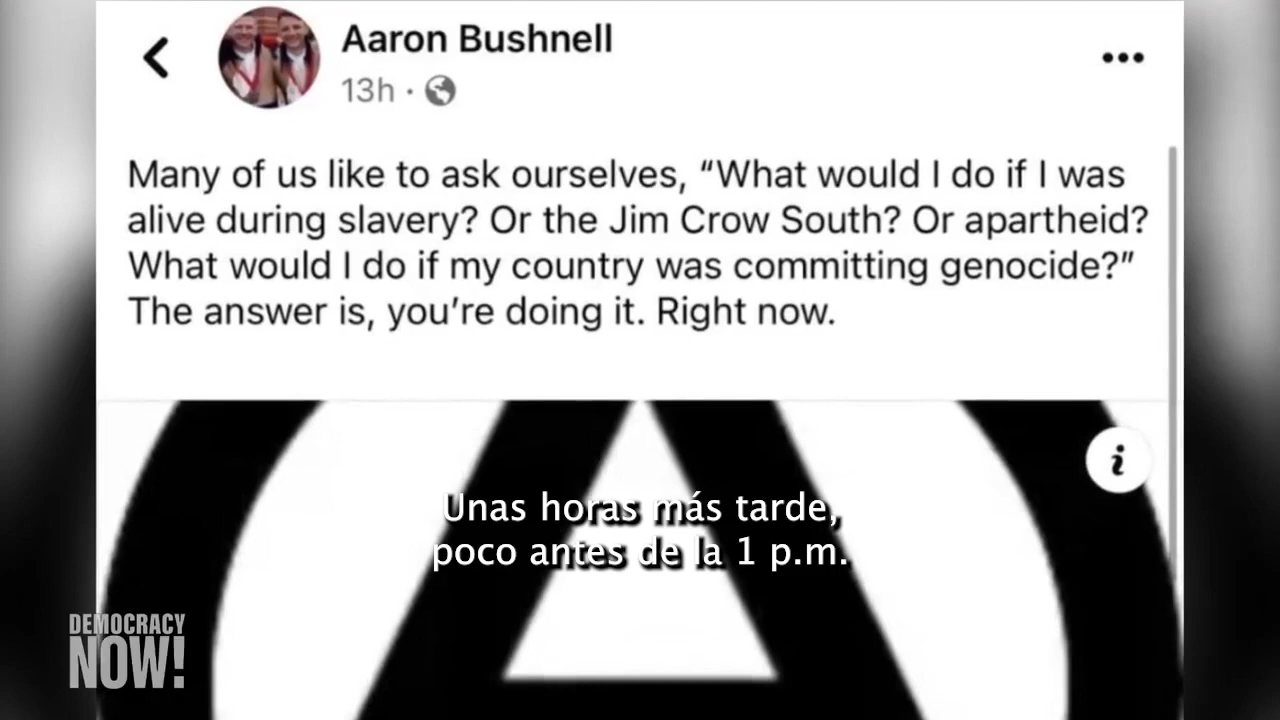 Aaron Bushnell
13h ·
Many of us like to ask ourselves, “What would I do if I was
alive during slavery? Or the Jim Crow South? Or apartheid?
What would I do if my country was committing genocide?”
The answer is, you’re doing it. Right now.
i
Unas horas más tarde,
poco antes de la 1 p.m.
DEMOCRACY
NOW!